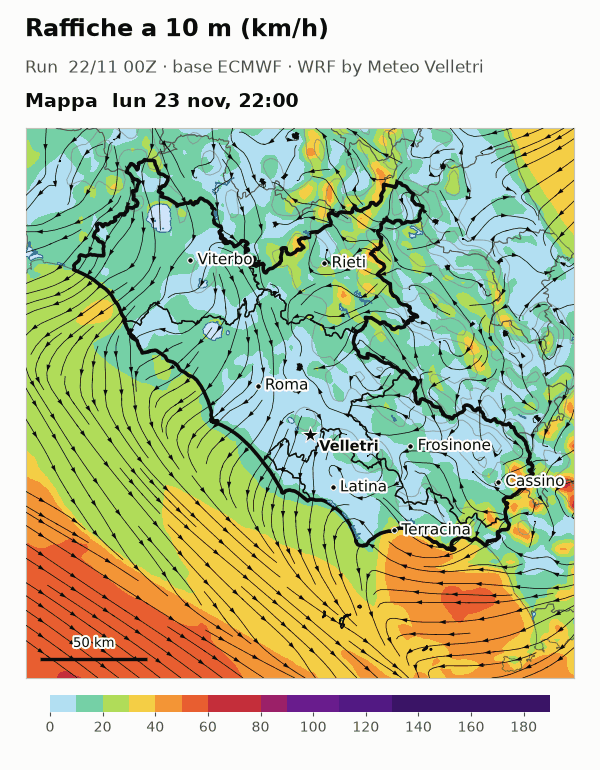 Raffiche a 10 m (km/h)
Run 22/11 00Z · base ECMWF · WRF by Meteo Velletri
Mappa lun 23 nov, 22:00
Viterbo
Rieti
Roma
Velletri
Frosinone
Latina
Cassino
Terracina
50 km
0 20 40 60 80 100 120 140 160 180